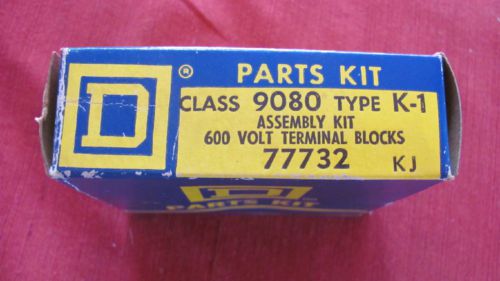 D ® PARTS KIT
CLASS 9080 TYPE K-1
ASSEMBLY KIT
600 VOLT TERMINAL BLOCKS
77732 KJ
PARTS KIT